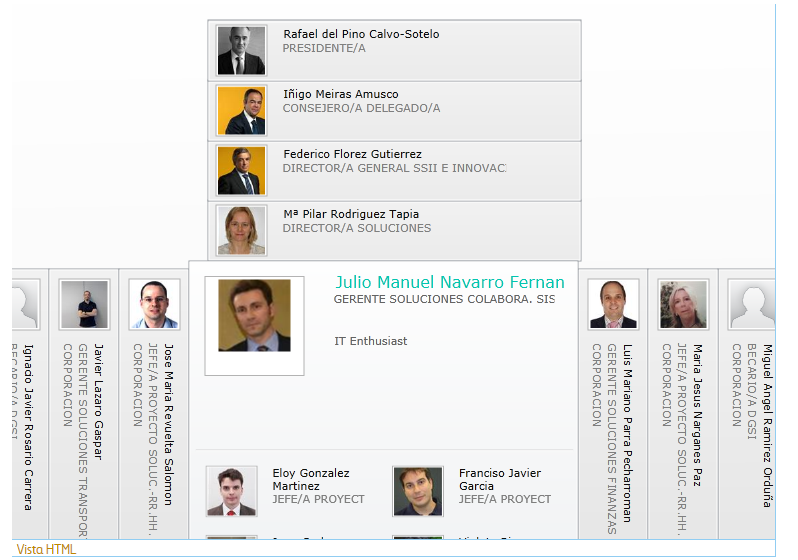 Rafael del Pino Calvo-Sotelo
PRESIDENTE/A
Iñigo Meiras Amusco
CONSEJERO/A DELEGADO/A
Federico Florez Gutierrez
DIRECTOR/A GENERAL SSII E INNOVAC
Mª Pilar Rodriguez Tapia
DIRECTOR/A SOLUCIONES
Ignacio Javier Rosario Carrera
BECARIO/A DGSI
Javier Lazaro Gaspar
GERENTE SOLUCIONES TRANSPOR
CORPORACION
Jose Maria Revuelta Salomon
JEFE/A PROYECTO SOLUC.-RR.HH.
CORPORACION
Julio Manuel Navarro Fernan
GERENTE SOLUCIONES COLABORA. SIS
IT Enthusiast
Eloy Gonzalez
Martinez
JEFE/A PROYECT
Franciso Javier
Garcia
JEFE/A PROYECT
Luis Mariano Parra Pecharroman
GERENTE SOLUCIONES FINANZAS
CORPORACION
Maria Jesus Narganes Paz
JEFE/A PROYECTO SOLUC.-RR.HH.
CORPORACION
Miguel Angel Ramirez Orduña
BECARIO/A DGSI
CORPORACION
Vista HTML